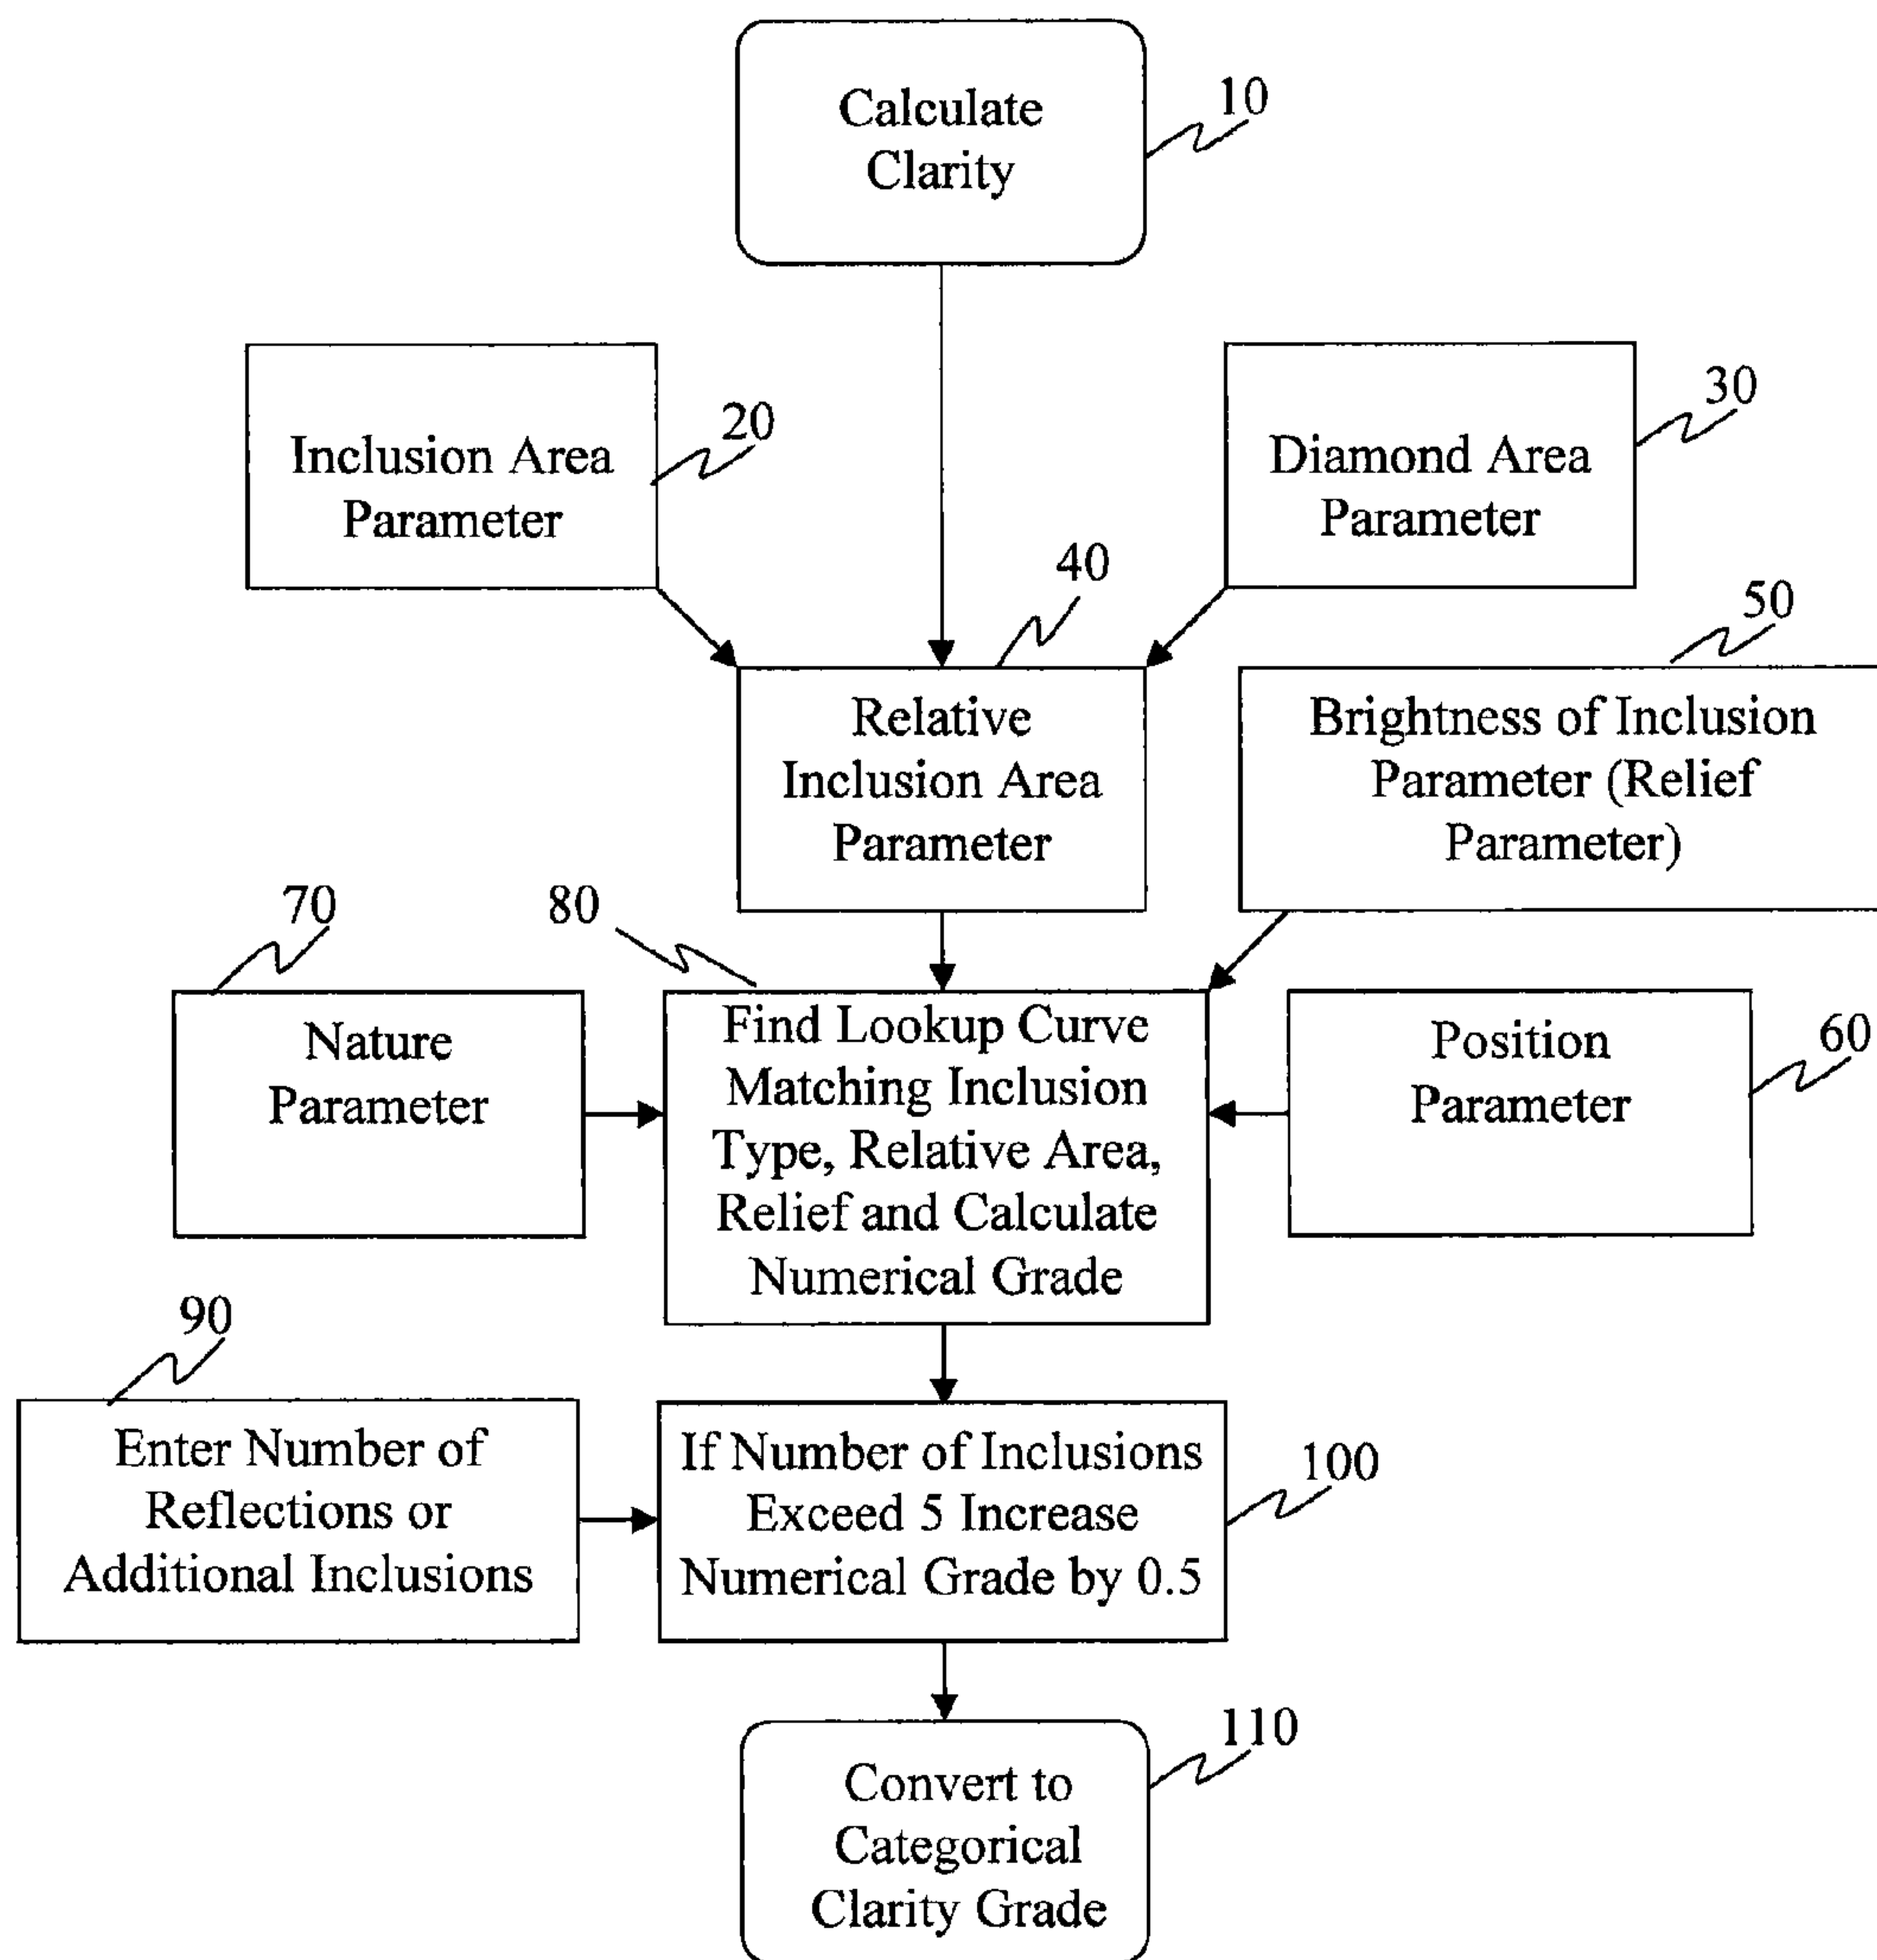 Calculate
Clarity
10
Inclusion Area
Parameter
20
Diamond Area
Parameter
30
40
Relative
Inclusion Area
Parameter
50
Brightness of Inclusion
Parameter (Relief
Parameter)
70
Nature
Parameter
80
Find Lookup Curve
Matching Inclusion
Type, Relative Area,
Relief and Calculate
Numerical Grade
Position
Parameter
60
90
Enter Number of
Reflections or
Additional Inclusions
If Number of Inclusions
Exceed 5 Increase
Numerical Grade by 0.5
100
Convert to
Categorical
Clarity Grade
110